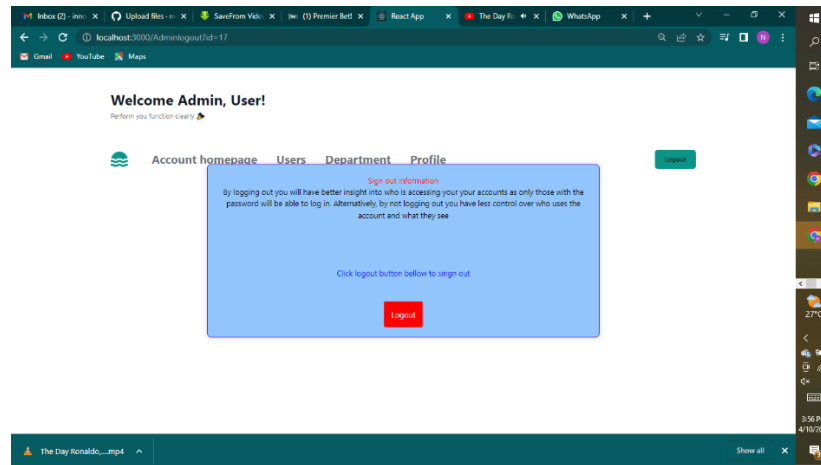 Inbox (2) - inno
Upload files · m
SaveFrom Vide
(1) Premier Bet
React App
The Day Ro
WhatsApp
localhost:3000/Adminlogout?id=17
N
Gmail
YouTube
Maps
Welcome Admin, User!
Perform you function clearly
Account homepage Users Department Profile
Logout
Sign out information
By logging out you will have better insight into who is accessing your your accounts as only those with the
password will be able to log in. Alternatively, by not logging out you have less control over who uses the
account and what they see
Click logout button bellow to singn out
Logout
27°C
3:56 P
4/10/20
The Day Ronaldo,....mp4
Show all